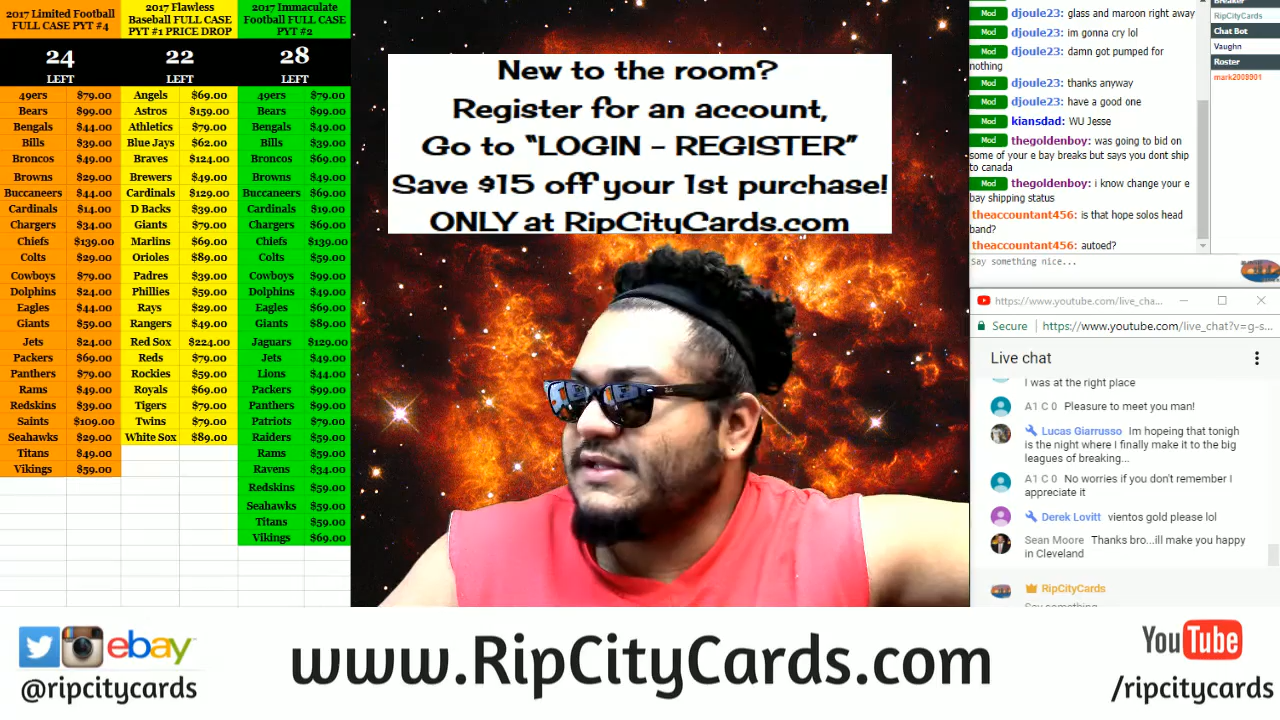 2017 Limited Football
FULL CASE PYT #4
24
LEFT
49ers $79.00
Bears $99.00
Bengals $44.00
Bills $39.00
Broncos $49.00
Browns $29.00
Buccaneers $44.00
Cardinals $14.00
Chargers $34.00
Chiefs $139.00
Colts $29.00
Cowboys $79.00
Dolphins $24.00
Eagles $44.00
Giants $59.00
Jets $24.00
Packers $69.00
Panthers $79.00
Rams $49.00
Redskins $39.00
Saints $109.00
Seahawks $29.00
Titans $49.00
Vikings $59.00
2017 Flawless
Baseball FULL CASE
PYT #1 PRICE DROP
22
LEFT
Angels $69.00
Astros $159.00
Athletics $79.00
Blue Jays $62.00
Braves $124.00
Brewers $49.00
Cardinals $129.00
D Backs $39.00
Giants $79.00
Marlins $69.00
Orioles $89.00
Padres $39.00
Phillies $59.00
Rays $29.00
Rangers $49.00
Red Sox $224.00
Reds $79.00
Rockies $59.00
Royals $69.00
Tigers $79.00
Twins $79.00
White Sox $89.00
2017 Immaculate
Football FULL CASE
PYT #2
28
LEFT
49ers $79.00
Bears $99.00
Bengals $49.00
Bills $39.00
Broncos $69.00
Browns $49.00
Buccaneers $69.00
Cardinals $19.00
Chargers $69.00
Chiefs $139.00
Colts $59.00
Cowboys $99.00
Dolphins $49.00
Eagles $69.00
Giants $89.00
Jaguars $129.00
Jets $49.00
Lions $44.00
Packers $99.00
Panthers $99.00
Patriots $79.00
Raiders $59.00
Rams $59.00
Ravens $34.00
Redskins $59.00
Seahawks $59.00
Titans $59.00
Vikings $69.00
New to the room?
Register for an account,
Go to “LOGIN - REGISTER”
Save $15 off your 1st purchase!
ONLY at RipCityCards.com
Mod djoule23: glass and maroon right away
Mod djoule23: im gonna cry lol
Mod djoule23: damn got pumped for
nothing
Mod djoule23: thanks anyway
Mod djoule23: have a good one
Mod kiansdad: WU Jesse
Mod thegoldenboy: was going to bid on
some of your e bay breaks but says you dont ship
to canada
Mod thegoldenboy: i know change your e
bay shipping status
theaccountant456: is that hope solos head
band?
theaccountant456: autoed?
Say something nice...
Breaker
RipCityCards
Chat Bot
Vaughn
Roster
mark2008901
https://www.youtube.com/live_cha...
Secure https://www.youtube.com/live_chat?v=g-s...
Live chat
I was at the right place
A1 C 0 Pleasure to meet you man!
Lucas Giarrusso Im hopeing that tonigh
is the night where I finally make it to the big
leagues of breaking...
A1 C 0 No worries if you don't remember I
appreciate it
Derek Lovitt vientos gold please lol
Sean Moore Thanks bro...ill make you happy
in Cleveland
RipCityCards
Say something...
ebay
@ripcitycards
www.RipCityCards.com
YouTube
/ripcitycards